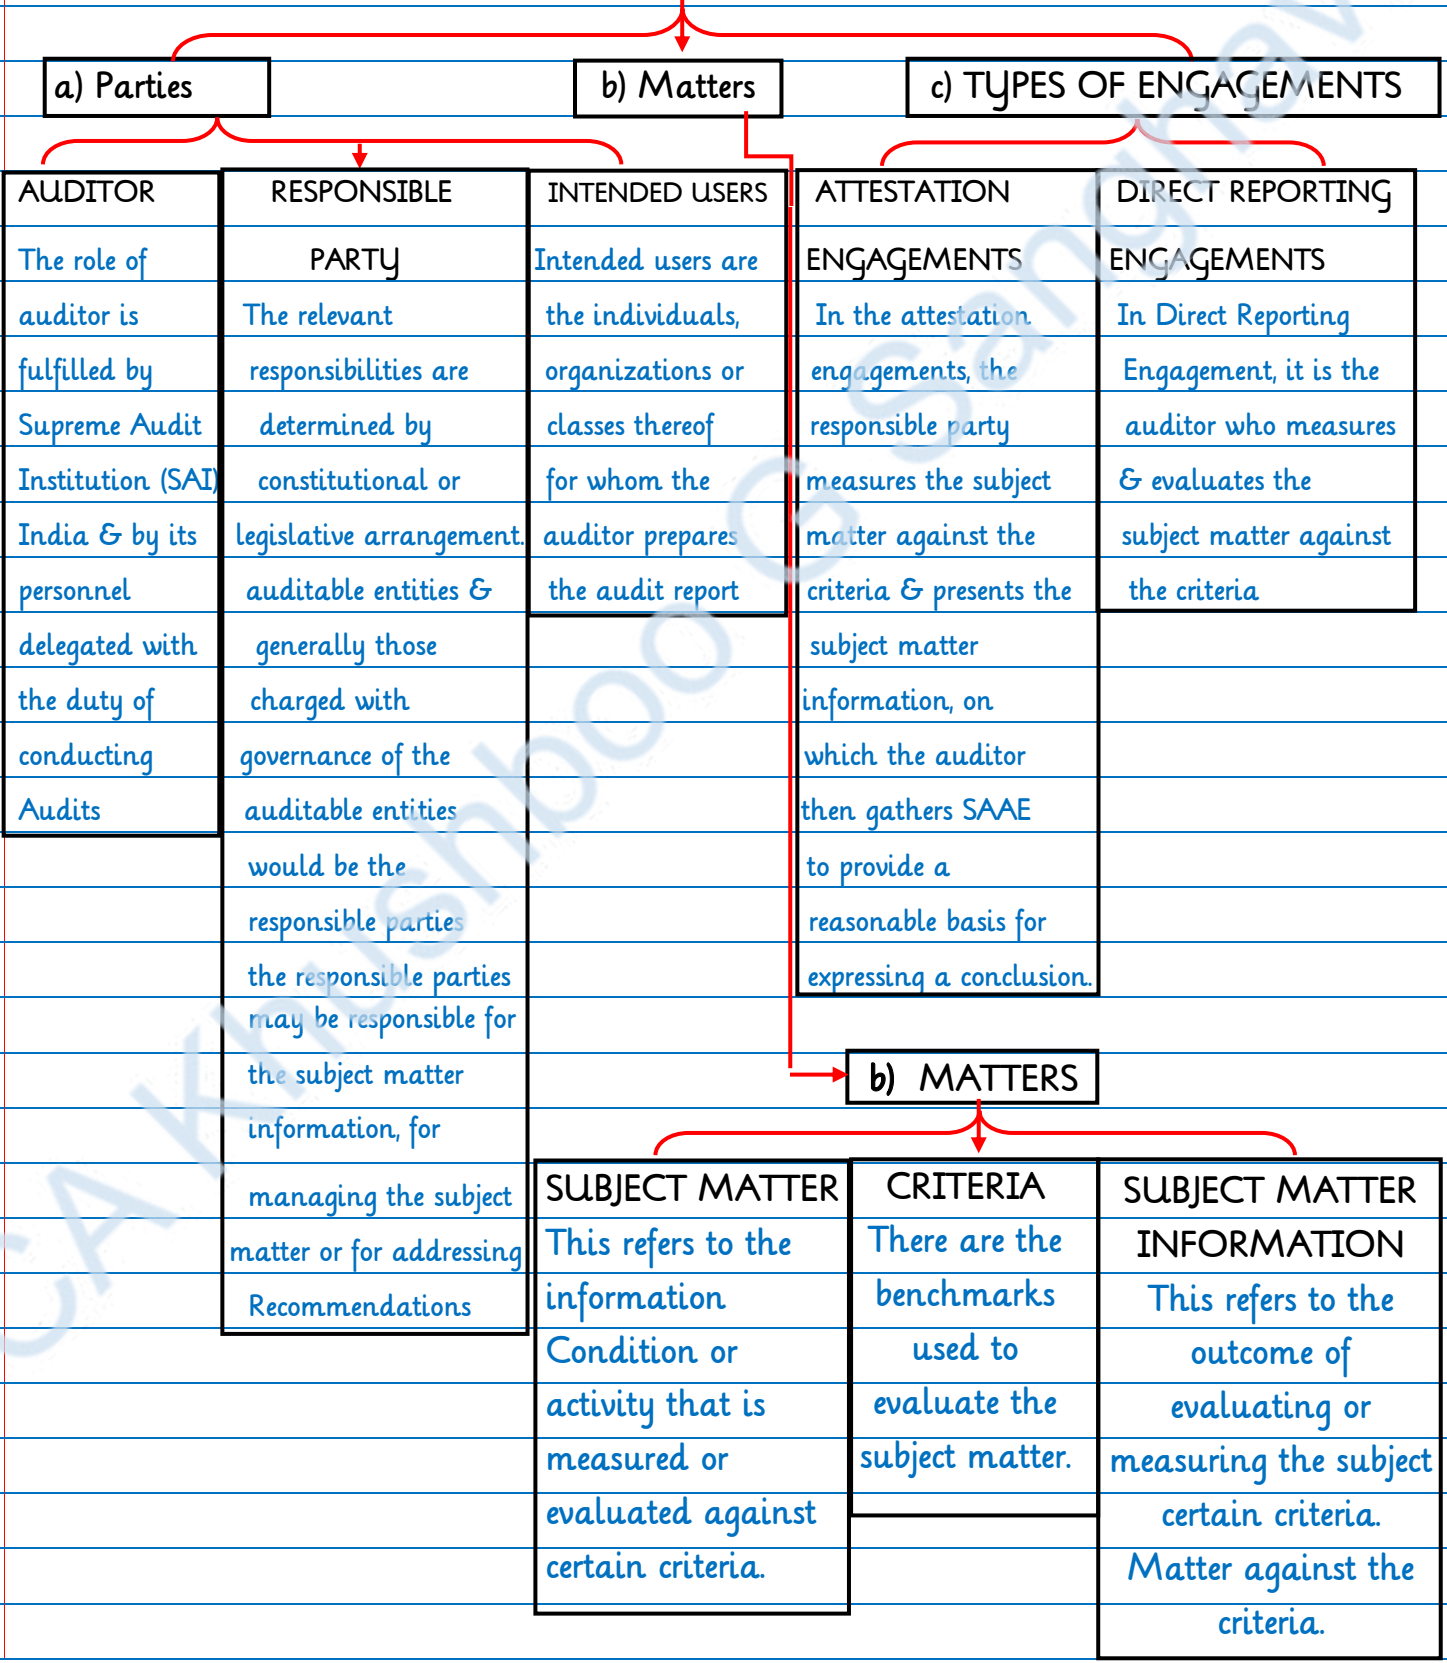 a) Parties
b) Matters
c) TYPES OF ENGAGEMENTS
AUDITOR
The role of
auditor is
fulfilled by
Supreme Audit
Institution (SAI)
India & by its
personnel
delegated with
the duty of
conducting
Audits
RESPONSIBLE
PARTY
The relevant
responsibilities are
determined by
constitutional or
legislative arrangement.
auditable entities &
generally those
charged with
governance of the
auditable entities
would be the
responsible parties
the responsible parties
may be responsible for
the subject matter
information, for
managing the subject
matter or for addressing
Recommendations
INTENDED USERS
Intended users are
the individuals,
organizations or
classes thereof
for whom the
auditor prepares
the audit report
ATTESTATION
ENGAGEMENTS
In the attestation
engagements, the
responsible party
measures the subject
matter against the
criteria & presents the
subject matter
information, on
which the auditor
then gathers SAAE
to provide a
reasonable basis for
expressing a conclusion.
DIRECT REPORTING
ENGAGEMENTS
In Direct Reporting
Engagement, it is the
auditor who measures
& evaluates the
subject matter against
the criteria
b) MATTERS
SUBJECT MATTER
This refers to the
information
Condition or
activity that is
measured or
evaluated against
certain criteria.
CRITERIA
There are the
benchmarks
used to
evaluate the
subject matter.
SUBJECT MATTER
INFORMATION
This refers to the
outcome of
evaluating or
measuring the subject
certain criteria.
Matter against the
criteria.
CA Khushboo G Sanghav